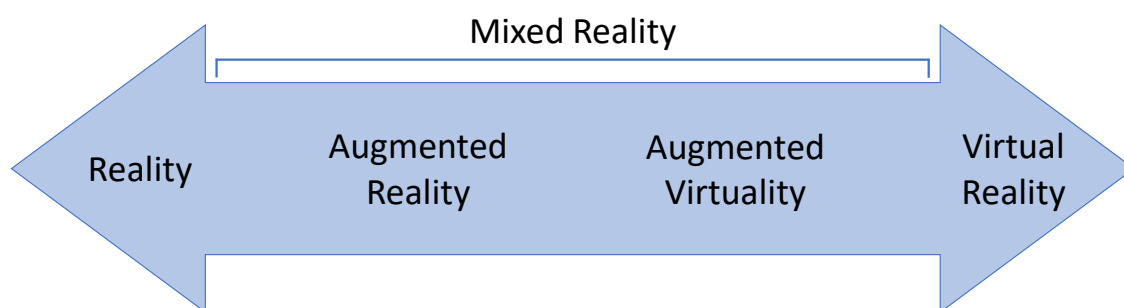 Mixed Reality
Reality
Augmented
Reality
Augmented
Virtuality
Virtual
Reality